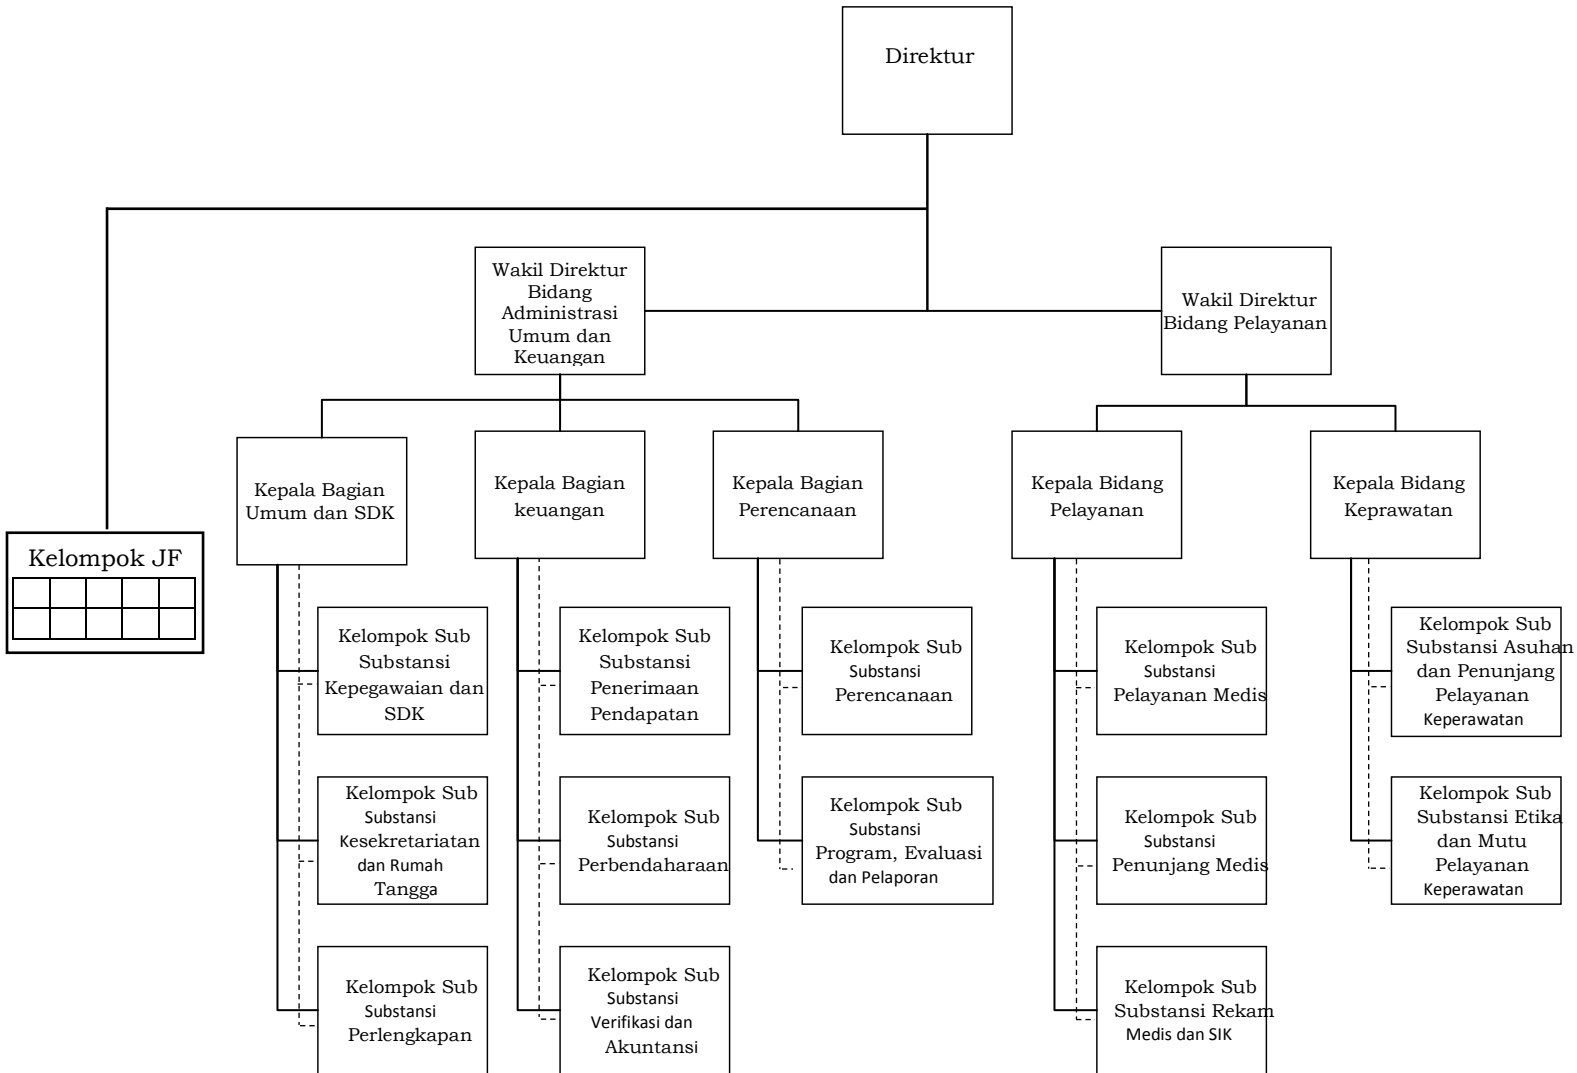 Direktur
Wakil Direktur
Bidang
Administrasi
Umum dan
Keuangan
Wakil Direktur
Bidang Pelayanan
Kepala Bagian
Umum dan SDK
Kepala Bagian
keuangan
Kepala Bagian
Perencanaan
Kepala Bidang
Pelayanan
Kepala Bidang
Keprawatan
Kelompok JF
Kelompok Sub
Substansi
Kepegawaian dan
SDK
Kelompok Sub
Substansi
Penerimaan
Pendapatan
Kelompok Sub
Substansi
Perencanaan
Kelompok Sub
Substansi
Pelayanan Medis
Kelompok Sub
Substansi Asuhan
dan Penunjang
Pelayanan
Keperawatan
Kelompok Sub
Substansi
Kesekretariatan
dan Rumah
Tangga
Kelompok Sub
Substansi
Perbendaharaan
Kelompok Sub
Substansi
Program, Evaluasi
dan Pelaporan
Kelompok Sub
Substansi
Penunjang Medis
Kelompok Sub
Substansi Etika
dan Mutu
Pelayanan
Keperawatan
Kelompok Sub
Substansi
Perlengkapan
Kelompok Sub
Substansi
Verifikasi dan
Akuntansi
Kelompok Sub
Substansi Rekam
Medis dan SIK